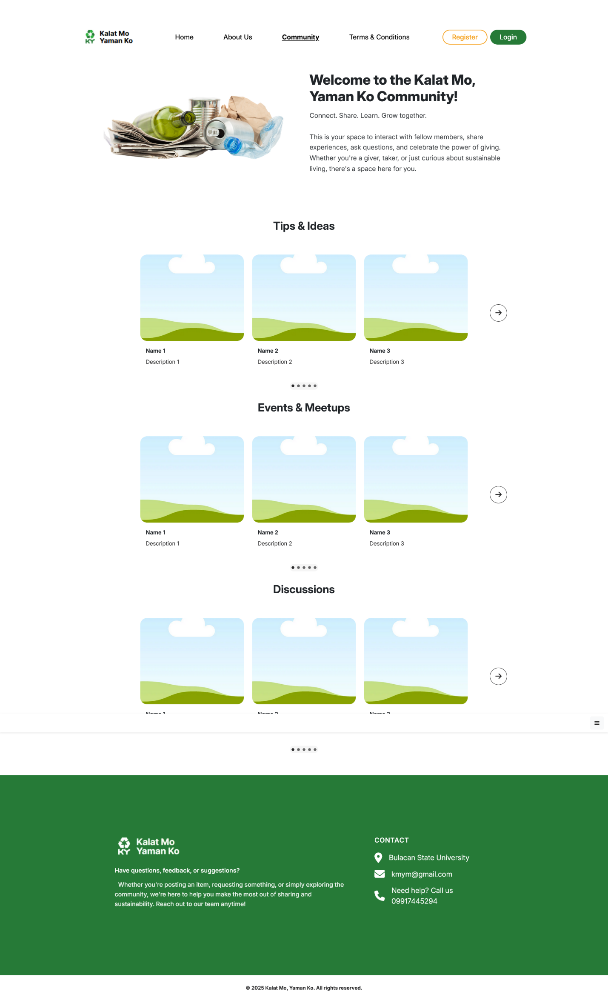 Kalat Mo
Yaman Ko
KY
Home
About Us
Community
Terms & Conditions
Register
Login
Welcome to the Kalat Mo,
Yaman Ko Community!
Connect. Share. Learn. Grow together.
This is your space to interact with fellow members, share
experiences, ask questions, and celebrate the power of giving.
Whether you're a giver, taker, or just curious about sustainable
living, there's a space here for you.
Tips & Ideas
Name 1
Description 1
Name 2
Description 2
Name 3
Description 3
Events & Meetups
Name 1
Description 1
Name 2
Description 2
Name 3
Description 3
Discussions
Name 1
Name 2
Name 3
KY
Kalat Mo
Yaman Ko
Have questions, feedback, or suggestions?
Whether you're posting an item, requesting something, or simply exploring the
community, we're here to help you make the most out of sharing and
sustainability. Reach out to our team anytime!
CONTACT
Bulacan State University
kmym@gmail.com
Need help? Call us
09917445294
© 2025 Kalat Mo, Yaman Ko. All rights reserved.